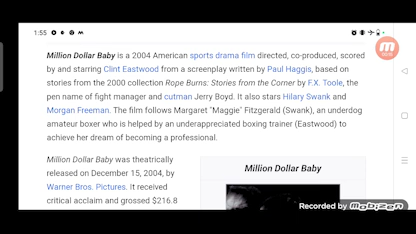 1:55
Million Dollar Baby is a 2004 American sports drama film directed, co-produced, scored
by and starring Clint Eastwood from a screenplay written by Paul Haggis, based on
stories from the 2000 collection Rope Burns: Stories from the Corner by F.X. Toole, the
pen name of fight manager and cutman Jerry Boyd. It also stars Hilary Swank and
Morgan Freeman. The film follows Margaret "Maggie" Fitzgerald (Swank), an underdog
amateur boxer who is helped by an underappreciated boxing trainer (Eastwood) to
achieve her dream of becoming a professional.
Million Dollar Baby was theatrically
released on December 15, 2004, by
Warner Bros. Pictures. It received
critical acclaim and grossed $216.8
Million Dollar Baby
Recorded by Mobizen